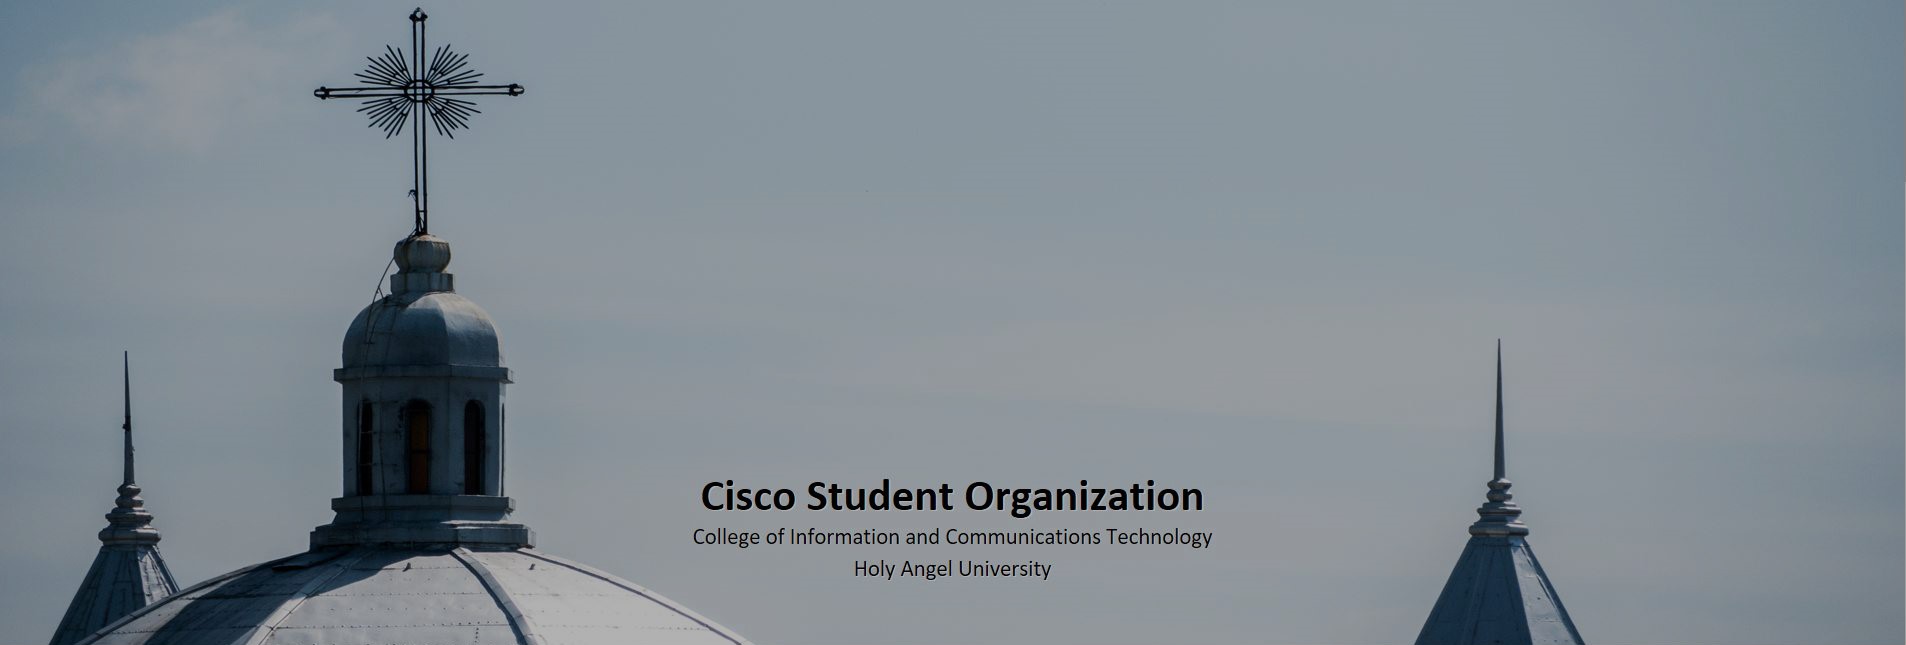 Cisco Student Organization
College of Information and Communications Technology
Holy Angel University